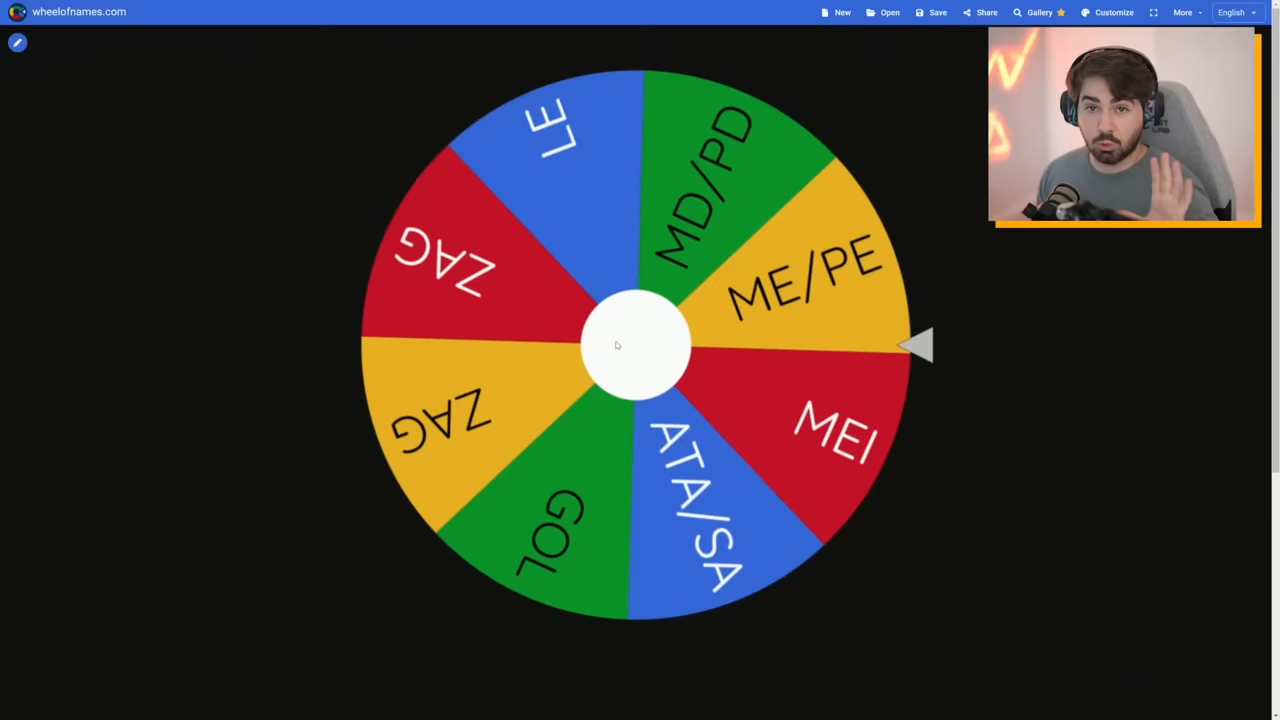 wheelofnames.com
New
Open
Save
Share
Gallery
Customize
More
English
LE
MD/PD
ME/PE
MEI
ATA/SA
GOL
ZAG
ZAG